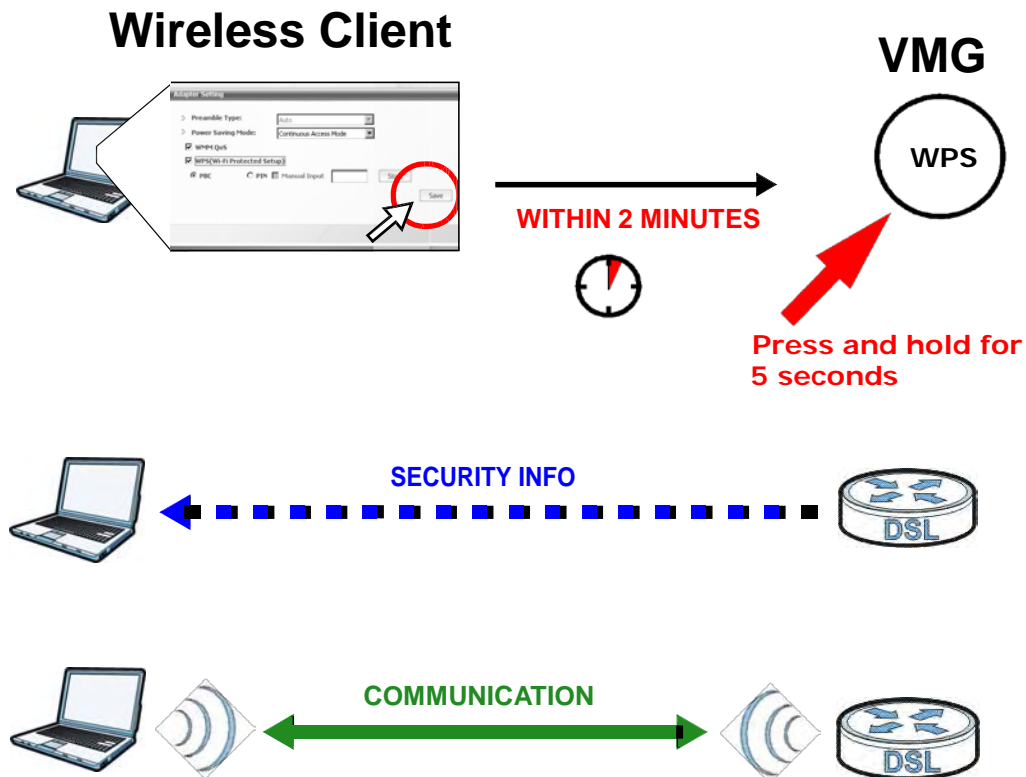 Wireless Client
VMG
Adapter Setting
> Preamble Type: Auto
> Power Saving Mode: Continuous Access Mode
WMM QoS
WPS(Wi-Fi Protected Setup)
PBC PIN Manual Input
Save
WPS
WITHIN 2 MINUTES
Press and hold for
5 seconds
SECURITY INFO
DSL
COMMUNICATION
DSL